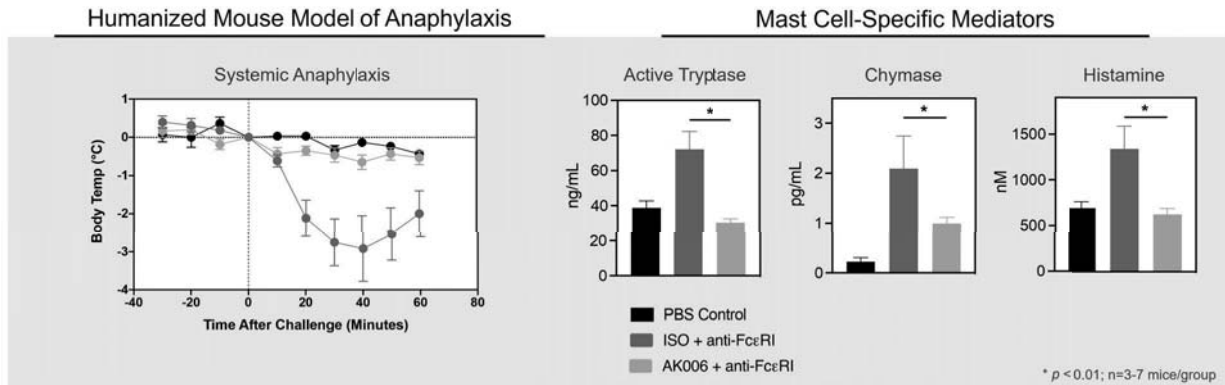 Humanized Mouse Model of Anaphylaxis
Mast Cell-Specific Mediators
Systemic Anaphylaxis
Body Temp (°C)
1
0
-1
-2
-3
-4
-40
-20
0
20
40
60
80
Time After Challenge (Minutes)
Active Tryptase
ng/mL
100
80
60
40
20
0
*
Chymase
pg/mL
3
2
1
0
*
Histamine
nM
1500
1000
500
0
*
PBS Control
ISO + anti-FcεRI
AK006 + anti-FcεRI
* p < 0.01; n=3-7 mice/group